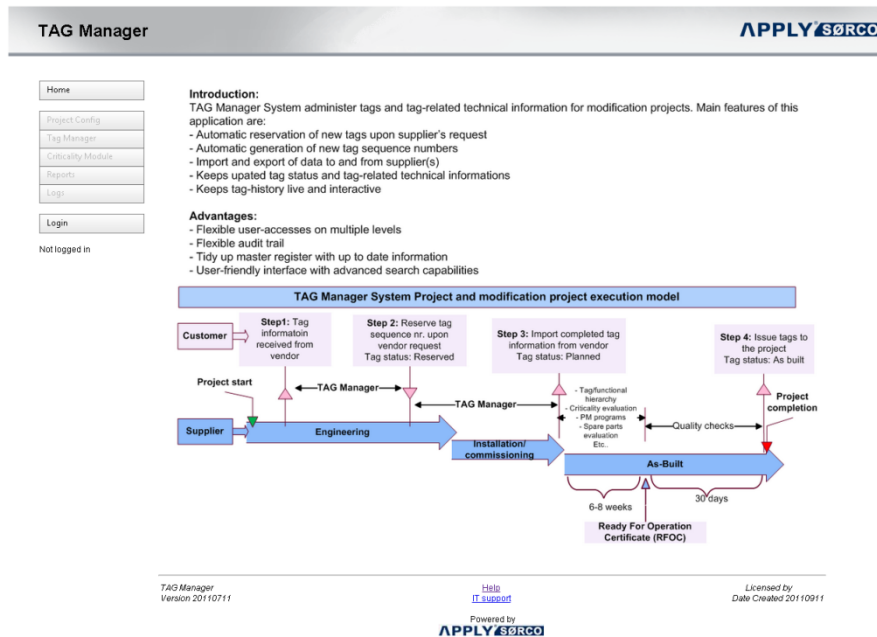 TAG Manager
APPLY SØRCO
Home
Project Config
Tag Manager
Criticality Module
Reports
Logs
Login
Not logged in
Introduction:
TAG Manager System administer tags and tag-related technical information for modification projects. Main features of this
application are:
- Automatic reservation of new tags upon supplier's request
- Automatic generation of new tag sequence numbers
- Import and export of data to and from supplier(s)
- Keeps upated tag status and tag-related technical informations
- Keeps tag-history live and interactive
Advantages:
- Flexible user-accesses on multiple levels
- Flexible audit trail
- Tidy up master register with up to date information
- User-friendly interface with advanced search capabilities
TAG Manager System Project and modification project execution model
Customer
Step1: Tag
informatoin
received from
vendor
Step 2: Reserve tag
sequence nr. upon
vendor request
Tag status: Reserved
Step 3: Import completed tag
information from vendor
Tag status: Planned
Step 4: Issue tags to
the project
Tag status: As built
Project start
TAG Manager
TAG Manager
- Tag/functional
hierarchy
- Criticality evaluation
- PM programs
- Spare parts
evaluation
Etc..
Quality checks
Project
completion
Supplier
Engineering
Installation/
commissioning
As-Built
6-8 weeks
30 days
Ready For Operation
Certificate (RFOC)
TAG Manager
Version 20110711
Help
IT support
Licensed by
Date Created 20110911
Powered by
APPLY SØRCO